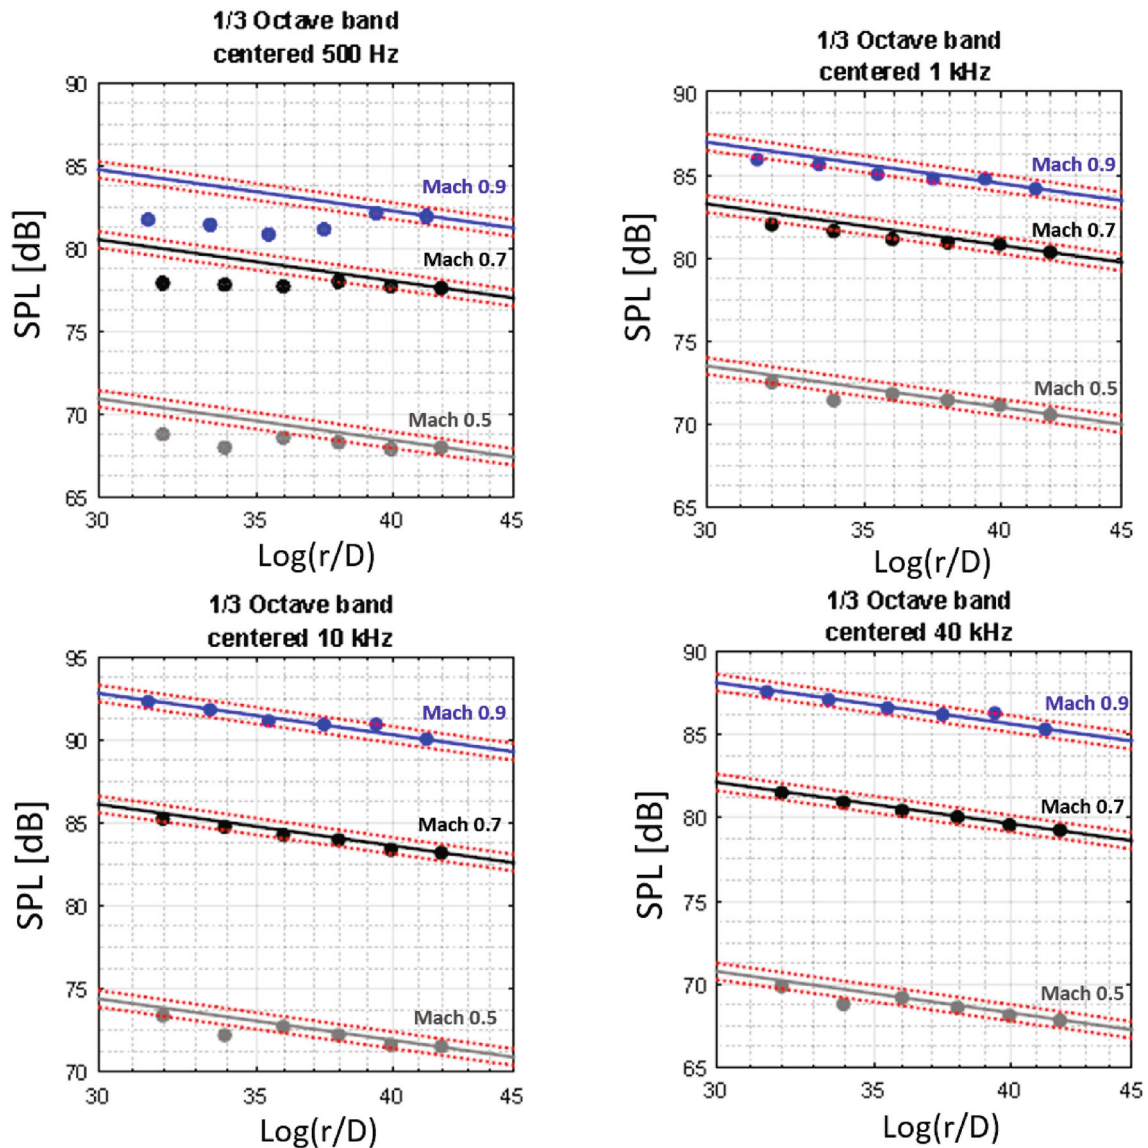 1/3 Octave band
centered 500 Hz
90
85
80
75
70
65
SPL [dB]
Mach 0.9
Mach 0.7
Mach 0.5
30
35
40
45
Log(r/D)
1/3 Octave band
centered 1 kHz
90
85
80
75
70
65
SPL [dB]
Mach 0.9
Mach 0.7
Mach 0.5
30
35
40
45
Log(r/D)
1/3 Octave band
centered 10 kHz
95
90
85
80
75
70
SPL [dB]
Mach 0.9
Mach 0.7
Mach 0.5
30
35
40
45
Log(r/D)
1/3 Octave band
centered 40 kHz
90
85
80
75
70
65
SPL [dB]
Mach 0.9
Mach 0.7
Mach 0.5
30
35
40
45
Log(r/D)